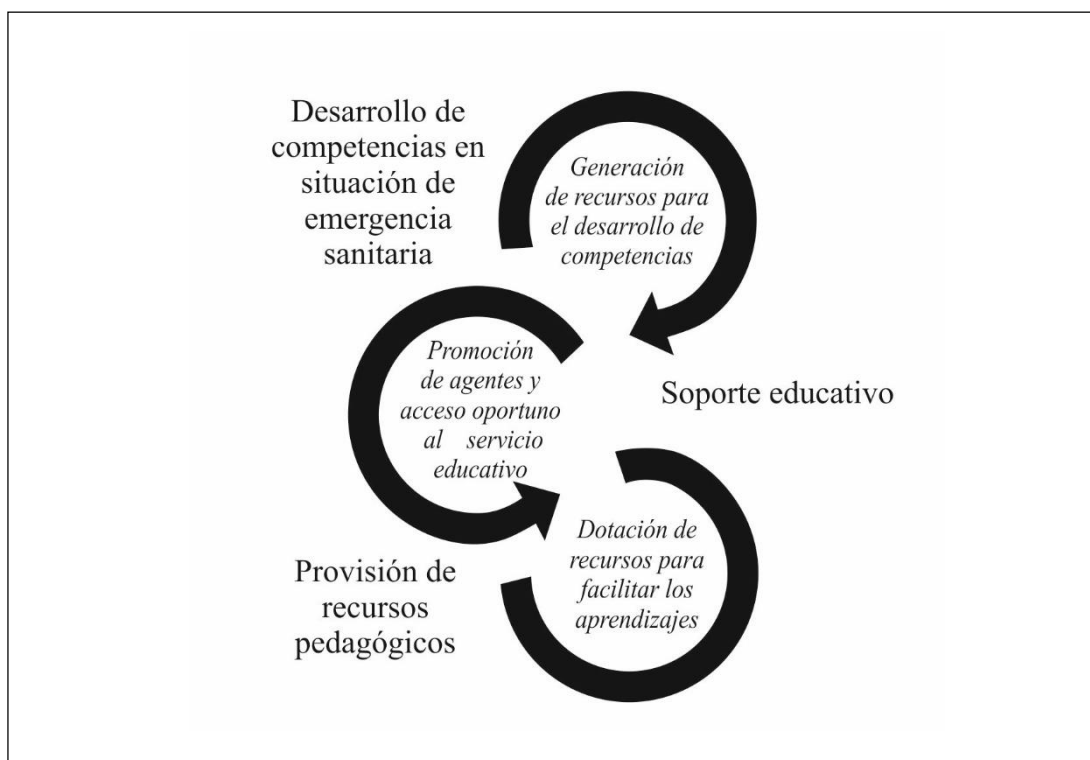 Desarrollo de
competencias en
situación de
emergencia
sanitaria
Generación
de recursos para
el desarrollo de
competencias
Promoción
de agentes y
acceso oportuno
al servicio
educativo
Soporte educativo
Provisión de
recursos
pedagógicos
Dotación de
recursos para
facilitar los
aprendizajes